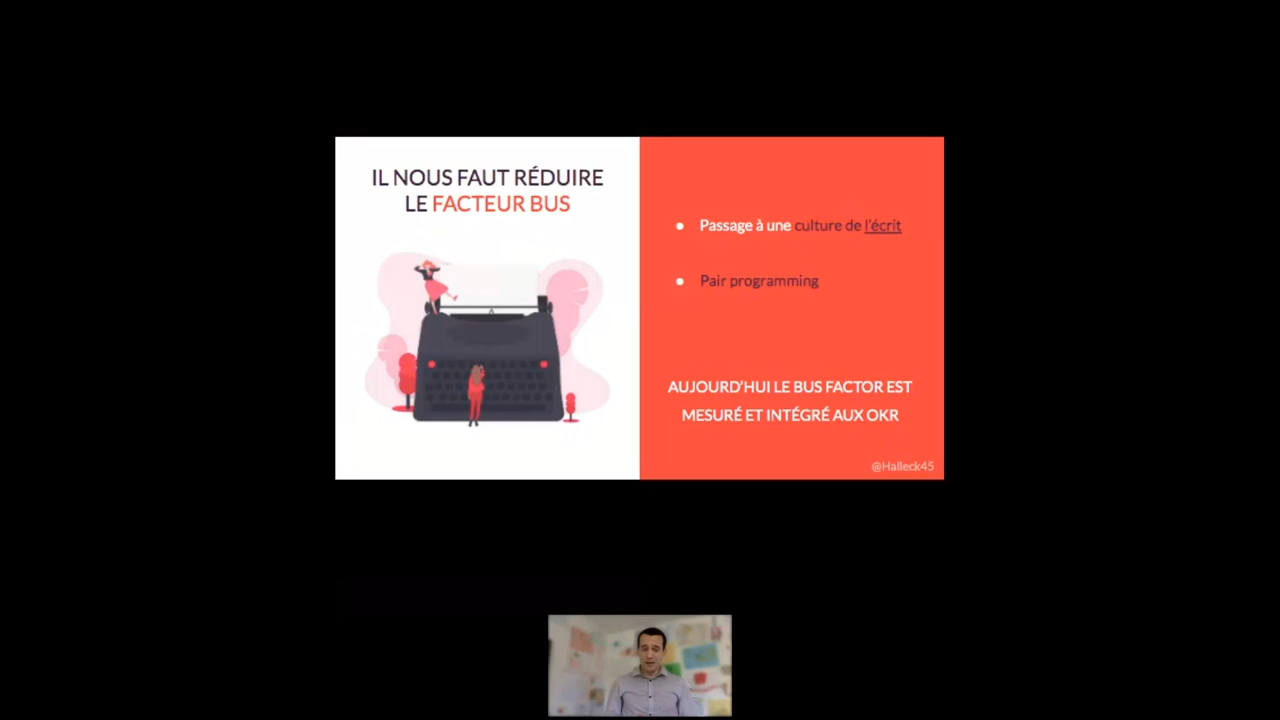 IL NOUS FAUT RÉDUIRE
LE FACTEUR BUS
Passage à une culture de l'écrit
Pair programming
AUJOURD'HUI LE BUS FACTOR EST
MESURÉ ET INTÉGRÉ AUX OKR
@Halleck45